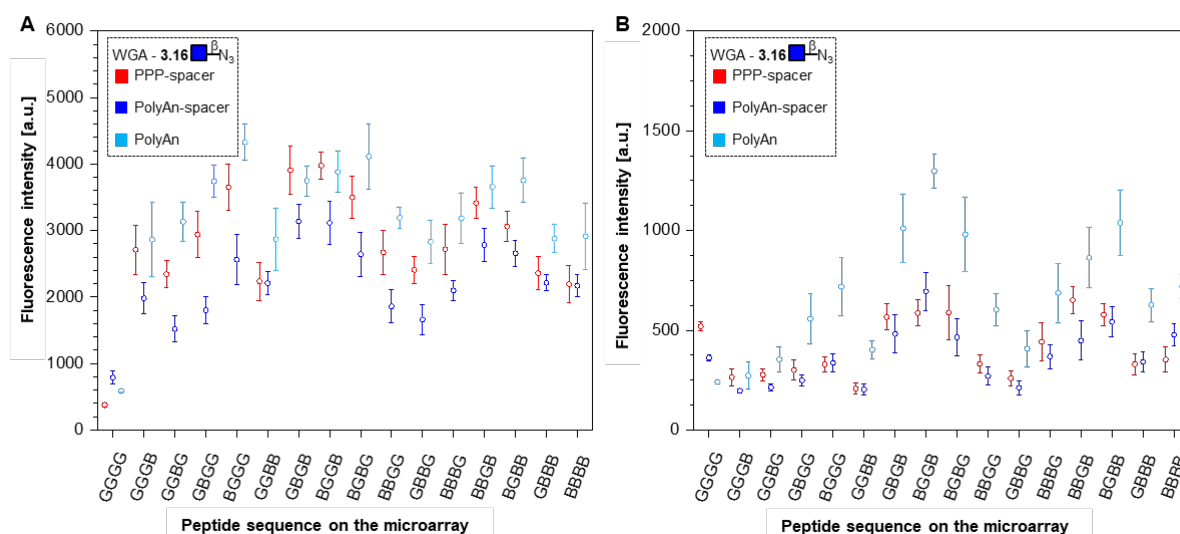 A
6000
5000
4000
3000
2000
1000
0
Fluorescence intensity [a.u.]
WGA - 3.16 β N3
PPP-spacer
PolyAn-spacer
PolyAn
GGGG
GGGB
GGBG
GBGG
BGGG
GGBB
GBGB
BGGB
BGBG
BBGG
GBBG
BBBG
BBGB
BGBB
GBBB
BBBB
Peptide sequence on the microarray
B
2000
1500
1000
500
0
Fluorescence intensity [a.u.]
WGA - 3.16 β N3
PPP-spacer
PolyAn-spacer
PolyAn
GGGG
GGGB
GGBG
GBGG
BGGG
GGBB
GBGB
BGGB
BGBG
BBGG
GBBG
BBBG
BBGB
BGBB
GBBB
BBBB
Peptide sequence on the microarray